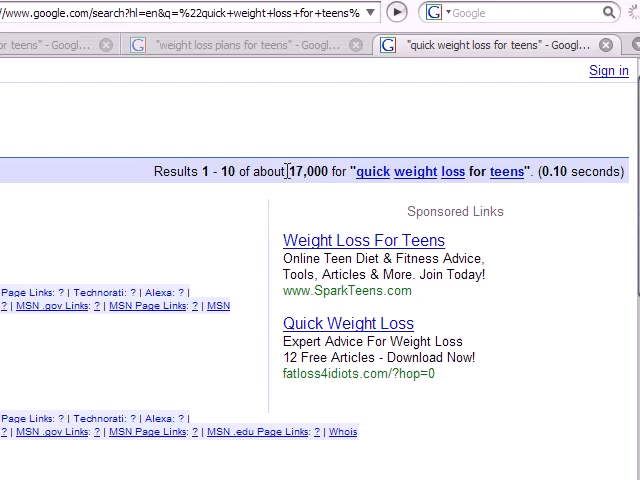 /www.google.com/search?hl=en&q=%22quick+weight+loss+for+teens%
Google
or teens" - Googl...
"weight loss plans for teens" - Googl...
"quick weight loss for teens" - Googl...
Sign in
Results 1 - 10 of about 17,000 for "quick weight loss for teens". (0.10 seconds)
Sponsored Links
Weight Loss For Teens
Online Teen Diet & Fitness Advice,
Tools, Articles & More. Join Today!
www.SparkTeens.com
Page Links: ? | Technorati: ? | Alexa: ? |
? | MSN .gov Links: ? | MSN Page Links: ? | MSN
Quick Weight Loss
Expert Advice For Weight Loss
12 Free Articles - Download Now!
fatloss4idiots.com/?hop=0
Page Links: ? | Technorati: ? | Alexa: ? |
? | MSN .gov Links: ? | MSN Page Links: ? | MSN .edu Page Links: ? | Whois